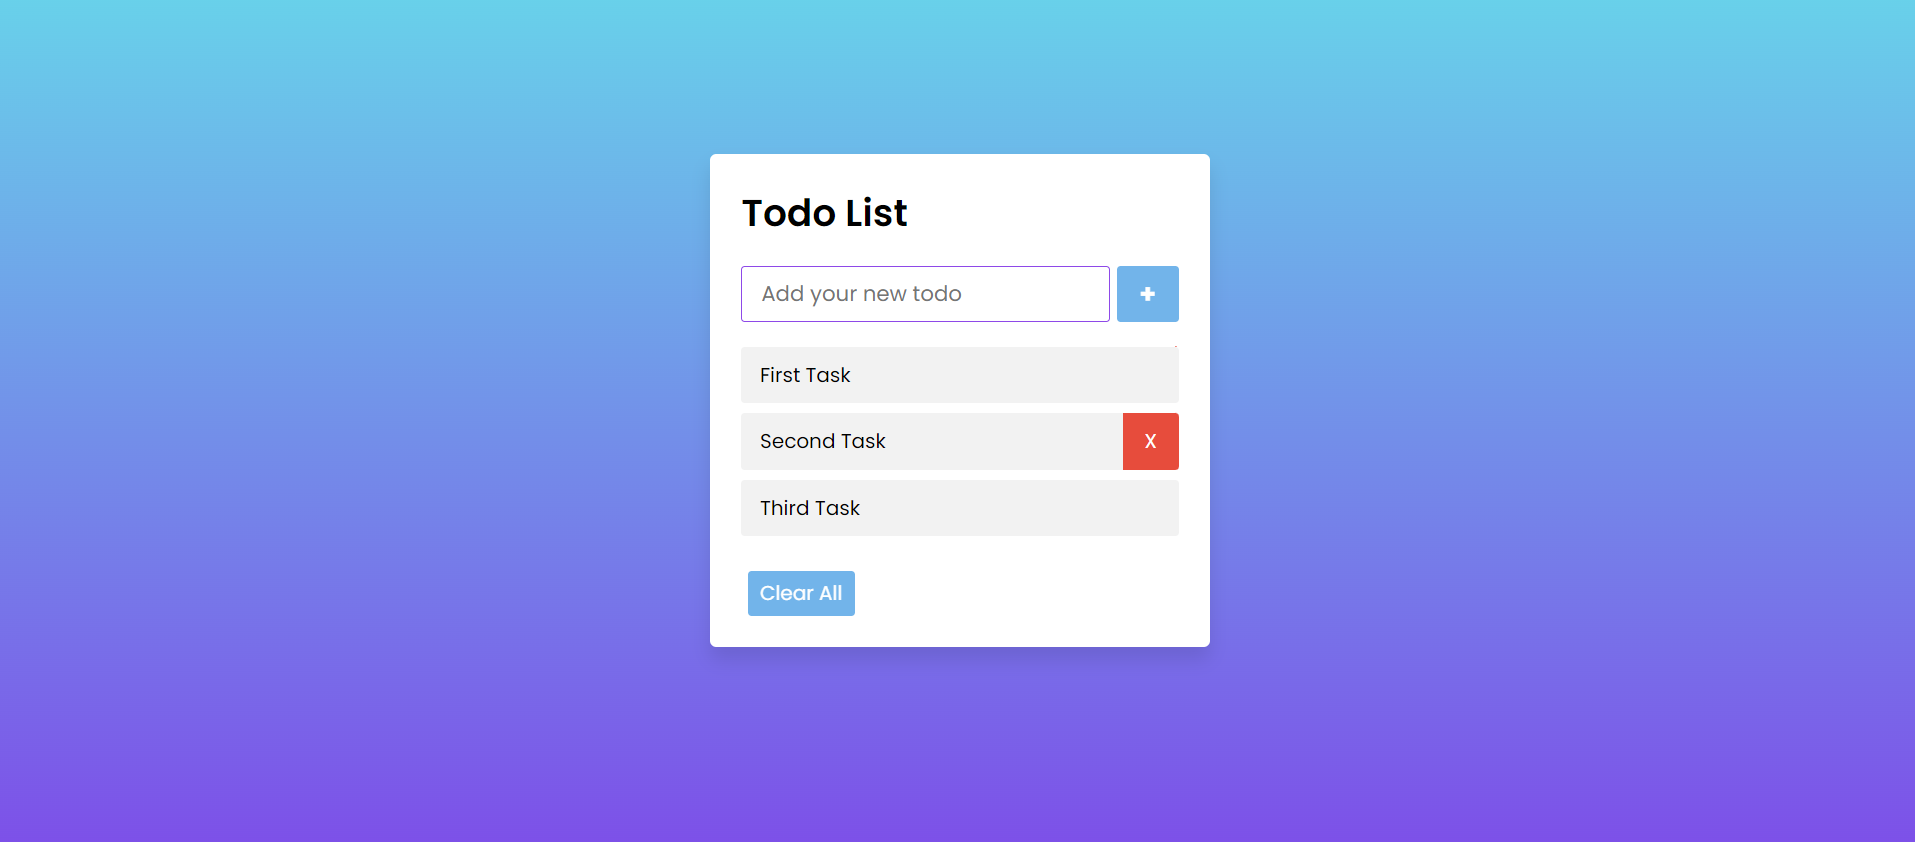 Todo List
Add your new todo
+
First Task
Second Task
X
Third Task
Clear All